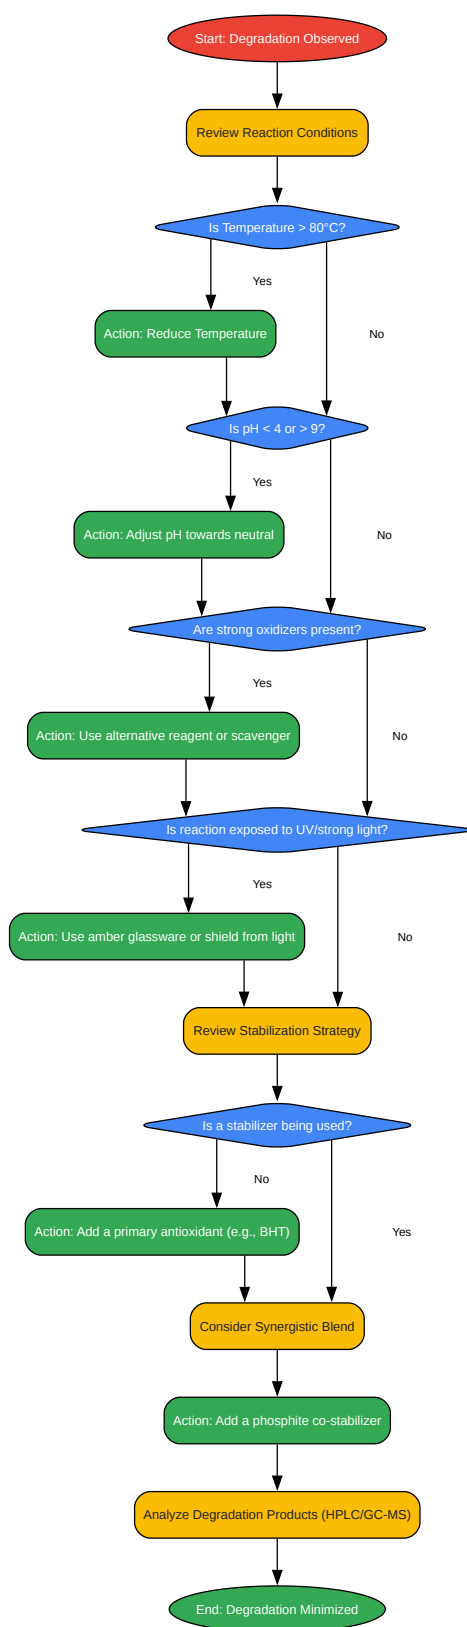 Start: Degradation Observed
Review Reaction Conditions
Is Temperature > 80°C?
Yes
Action: Reduce Temperature
No
Is pH < 4 or > 9?
Yes
Action: Adjust pH towards neutral
No
Are strong oxidizers present?
Yes
Action: Use alternative reagent or scavenger
No
Is reaction exposed to UV/strong light?
Yes
Action: Use amber glassware or shield from light
No
Review Stabilization Strategy
Is a stabilizer being used?
No
Action: Add a primary antioxidant (e.g., BHT)
Yes
Consider Synergistic Blend
Action: Add a phosphite co-stabilizer
Analyze Degradation Products (HPLC/GC-MS)
End: Degradation Minimized